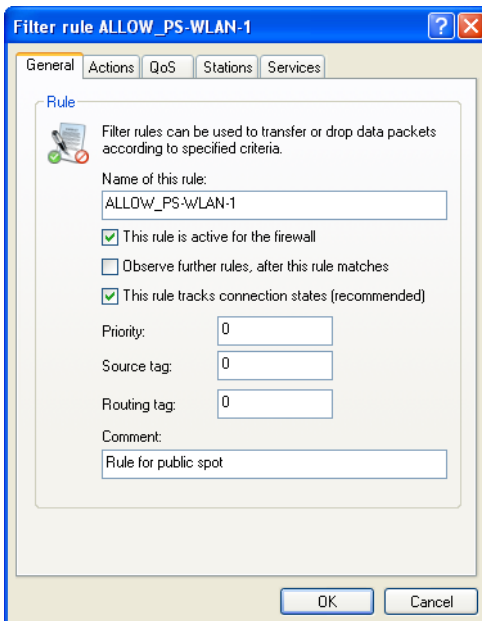 Filter rule ALLOW_PS-WLAN-1
General Actions QoS Stations Services
Rule
Filter rules can be used to transfer or drop data packets
according to specified criteria.
Name of this rule:
ALLOW_PS-WLAN-1
This rule is active for the firewall
Observe further rules, after this rule matches
This rule tracks connection states (recommended)
Priority: 0
Source tag: 0
Routing tag: 0
Comment:
Rule for public spot
OK Cancel